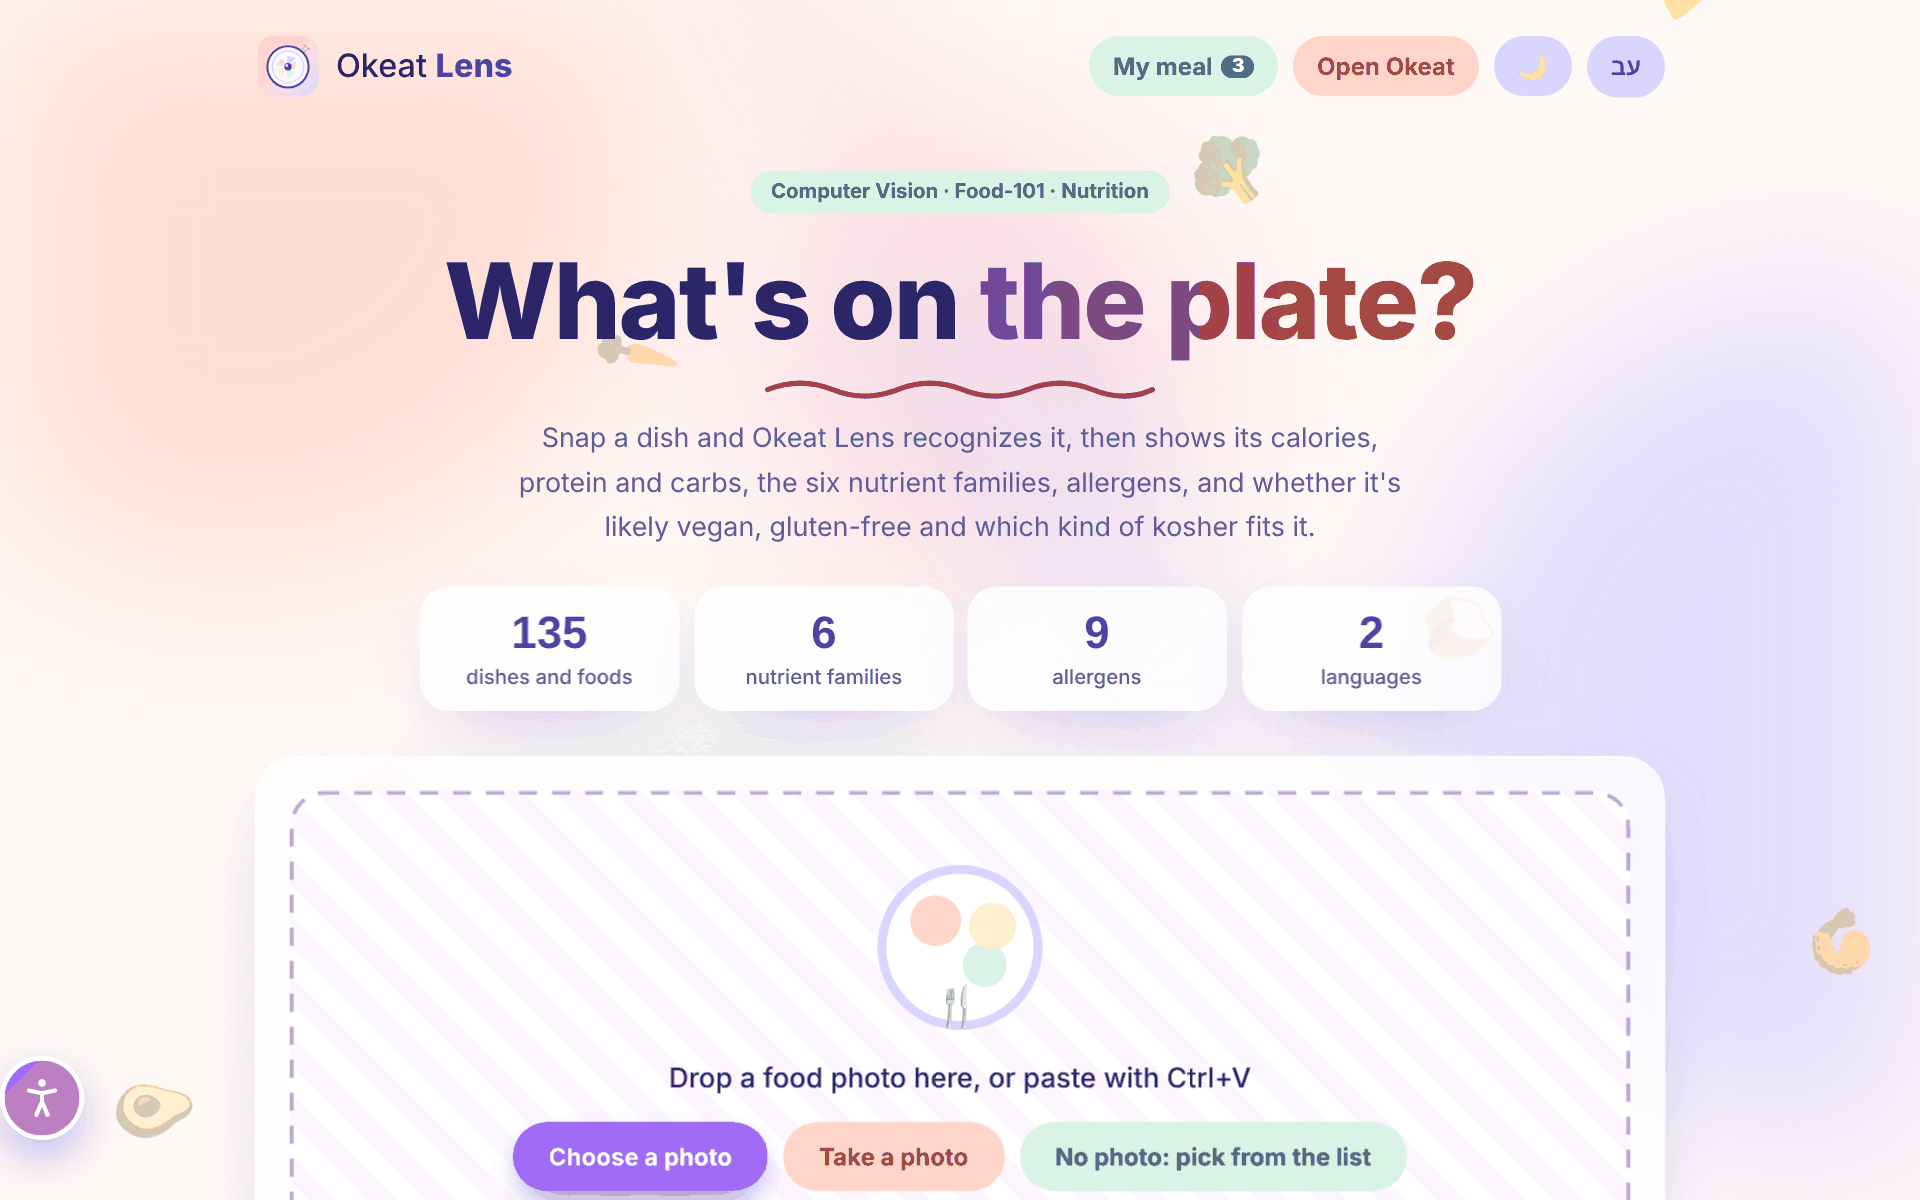 Okeat Lens
My meal 3
Open Okeat
עב
Computer Vision · Food-101 · Nutrition
What's on the plate?
Snap a dish and Okeat Lens recognizes it, then shows its calories,
protein and carbs, the six nutrient families, allergens, and whether it's
likely vegan, gluten-free and which kind of kosher fits it.
135
dishes and foods
6
nutrient families
9
allergens
2
languages
Drop a food photo here, or paste with Ctrl+V
Choose a photo
Take a photo
No photo: pick from the list